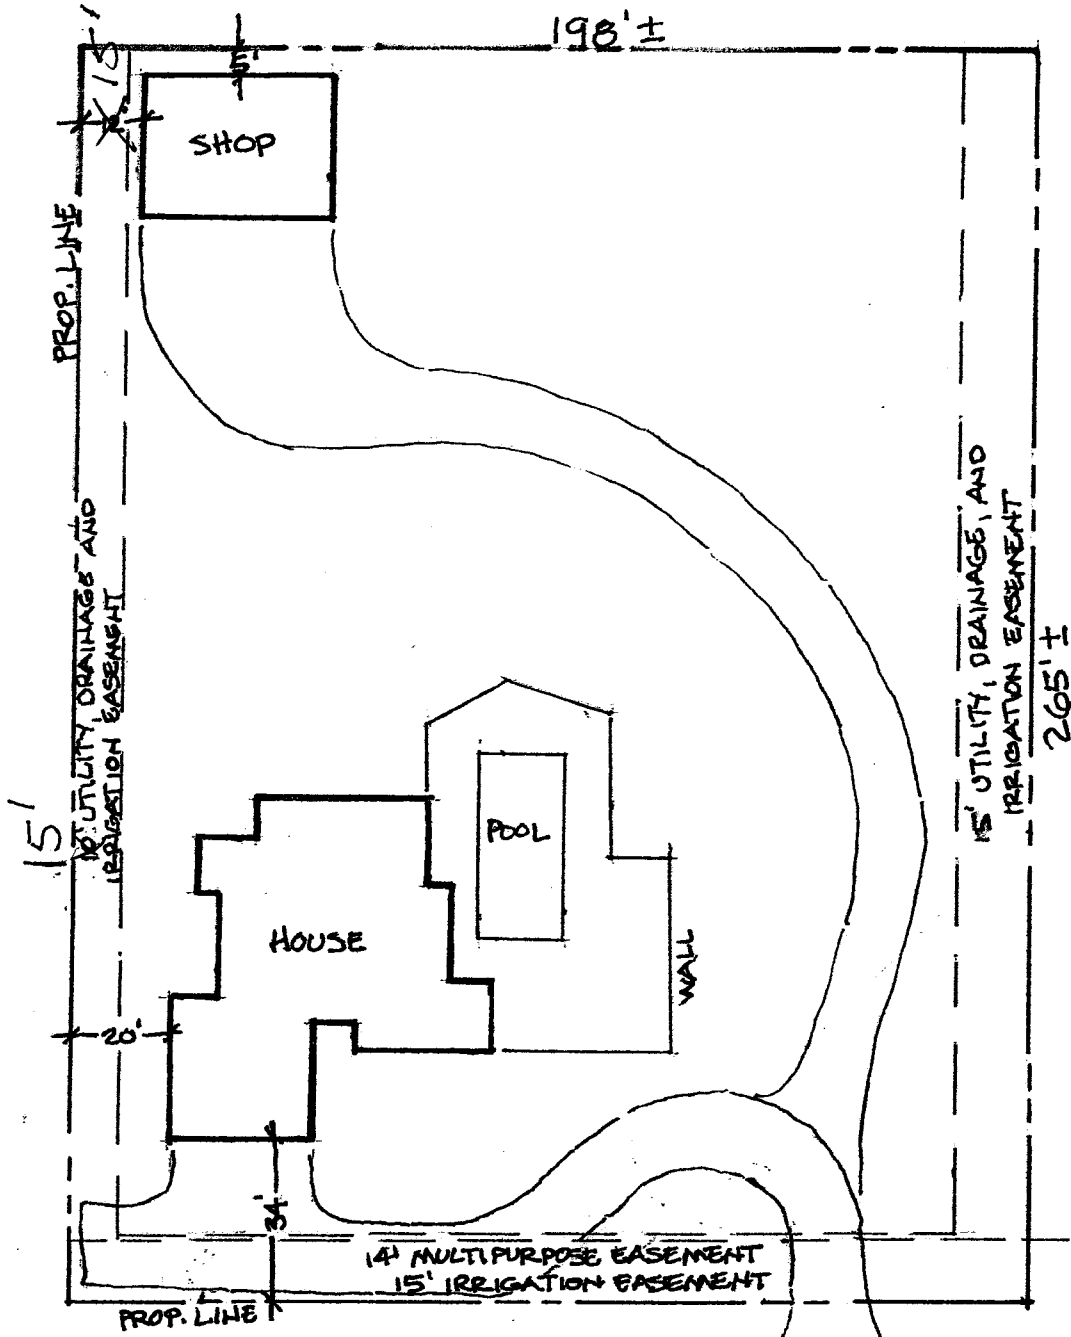 198' ±
15'
5'
SHOP
PROP. LINE
15' UTILITY, DRAINAGE, AND
IRRIGATION EASEMENT
265' ±
UTILITY, DRAINAGE AND
IRRIGATION EASEMENT
15'
POOL
HOUSE
WALL
20'
34'
14' MULTIPURPOSE EASEMENT
15' IRRIGATION EASEMENT
PROP. LINE